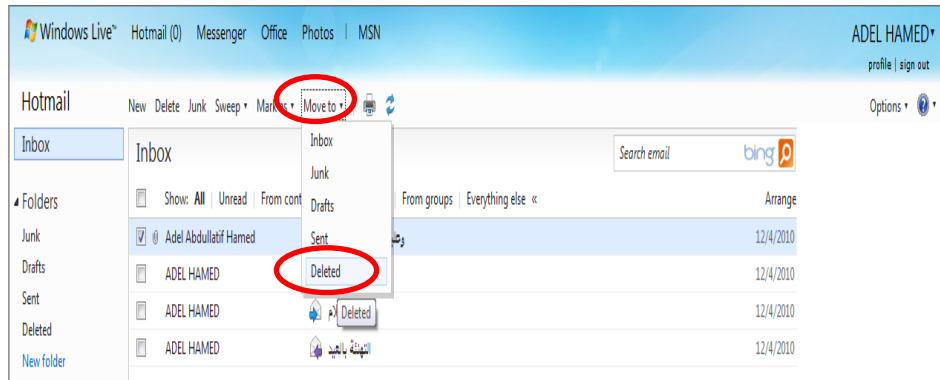 Windows Live™ Hotmail (0) Messenger Office Photos | MSN ADEL HAMED
profile | sign out
Hotmail New Delete Junk Sweep Mark as Move to Options
Inbox Inbox Inbox Search email bing
Junk
Folders Show: All | Unread | From cont From groups | Everything else « Arrange
Drafts
Junk Adel Abdullatif Hamed Sent 12/4/2010
Drafts ADEL HAMED Deleted 12/4/2010
Sent ADEL HAMED Deleted 12/4/2010
Deleted
New folder ADEL HAMED التهنئة بالعيد 12/4/2010